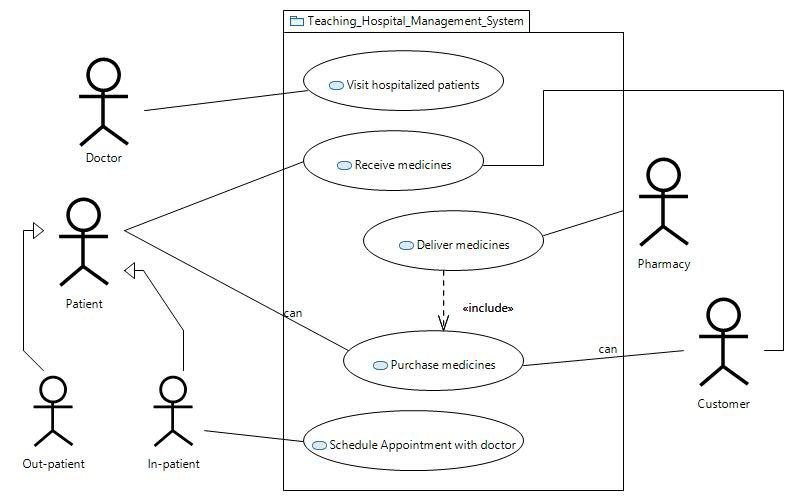 Teaching_Hospital_Management_System
Visit hospitalized patients
Doctor
Receive medicines
Deliver medicines
Pharmacy
Patient
can
«include»
can
Purchase medicines
Customer
Schedule Appointment with doctor
Out-patient
In-patient